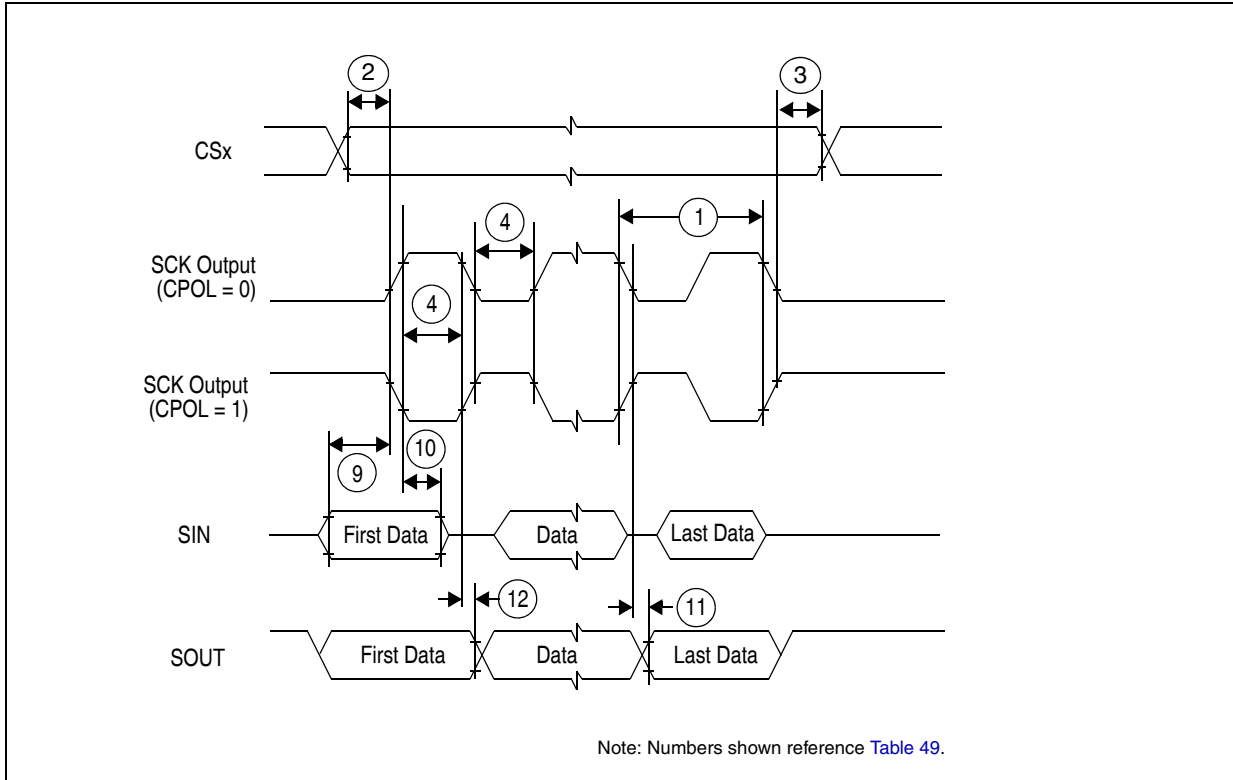 2
3
CSx
1
4
SCK Output
(CPOL = 0)
4
SCK Output
(CPOL = 1)
10
9
SIN
First Data
Data
Last Data
12
11
SOUT
First Data
Data
Last Data
Note: Numbers shown reference Table 49.